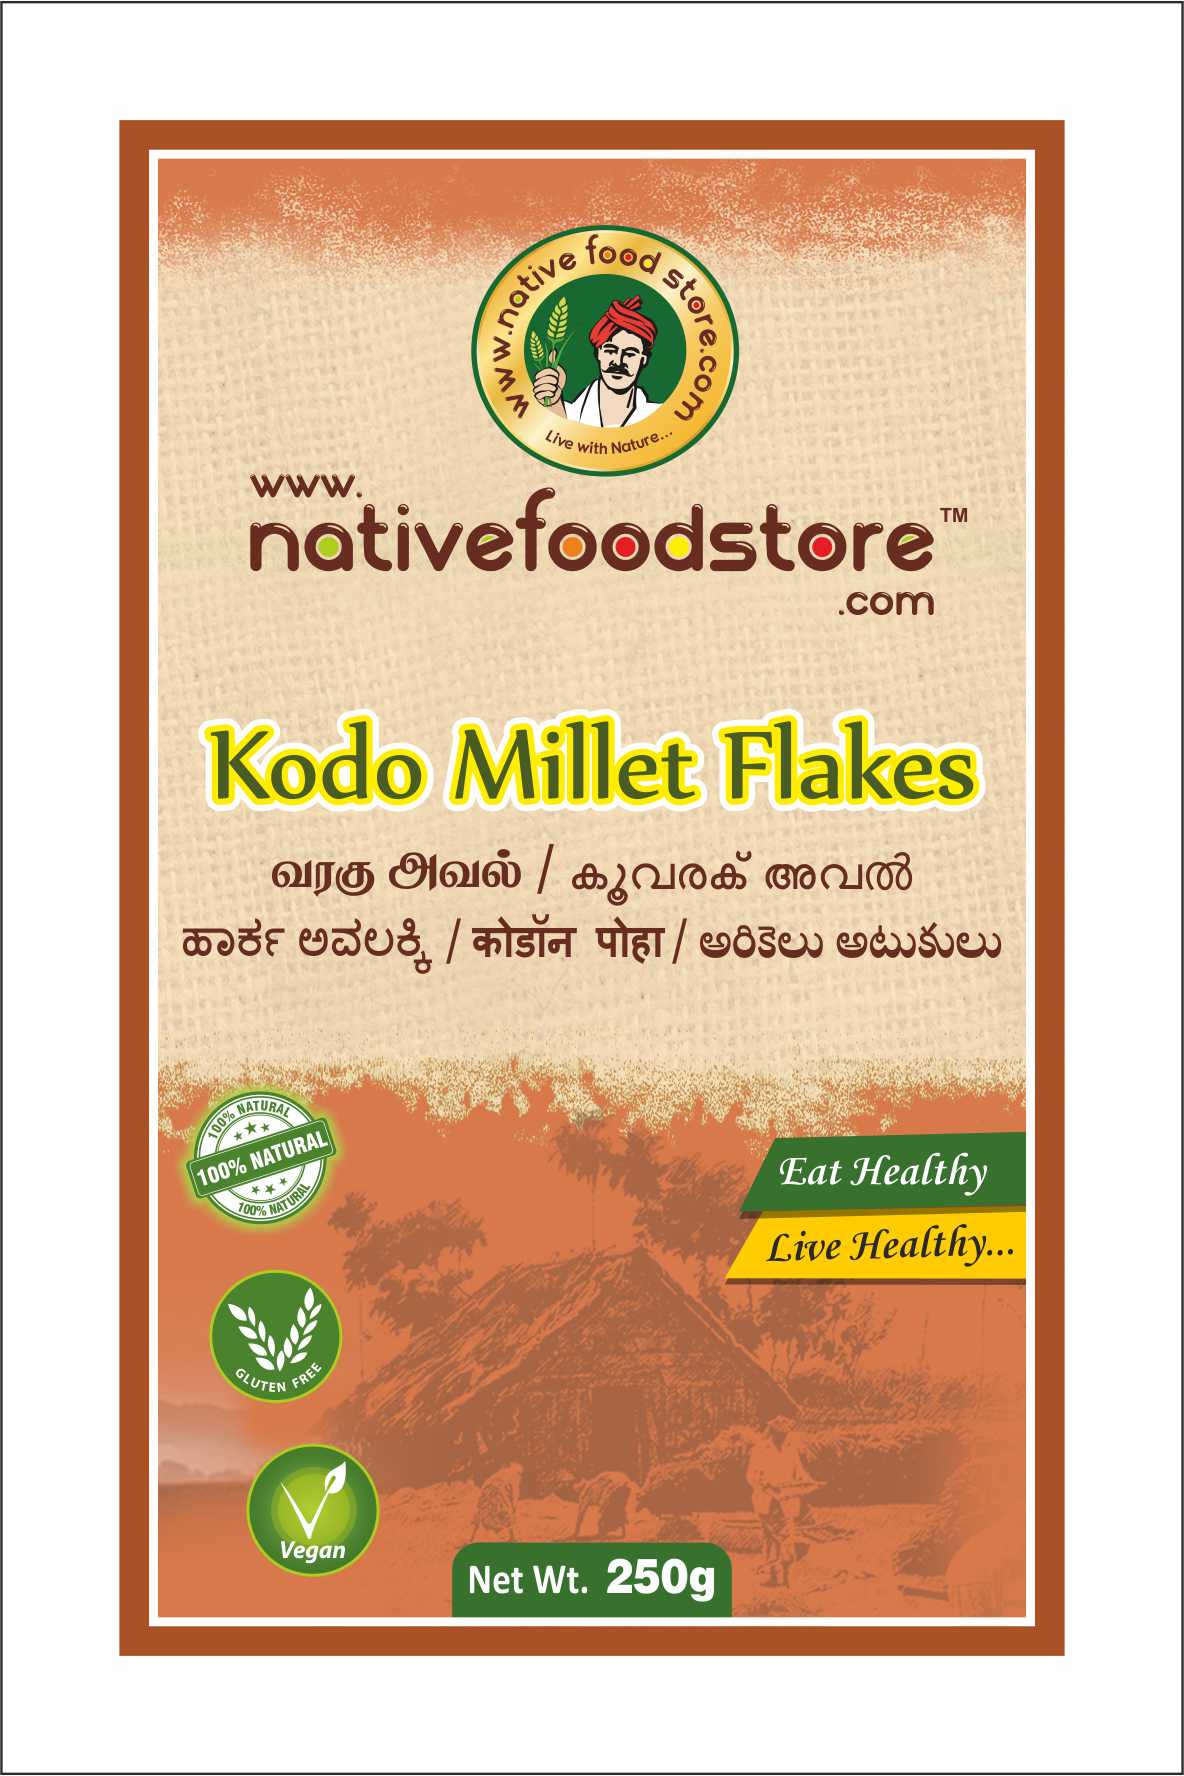 www.native food store.com
Live with Nature...
www.
nativefoodstore™
.com
Kodo Millet Flakes
வரகு அவல் / കൂവരക് അവൽ
ಹಾರ್ಕ ಅವಲಕ್ಕಿ / कोडॉन पोहा / అరికెలు అటుకులు
100% NATURAL
100% NATURAL
100% NATURAL
Eat Healthy
Live Healthy...
GLUTEN FREE
Vegan
Net Wt. 250g